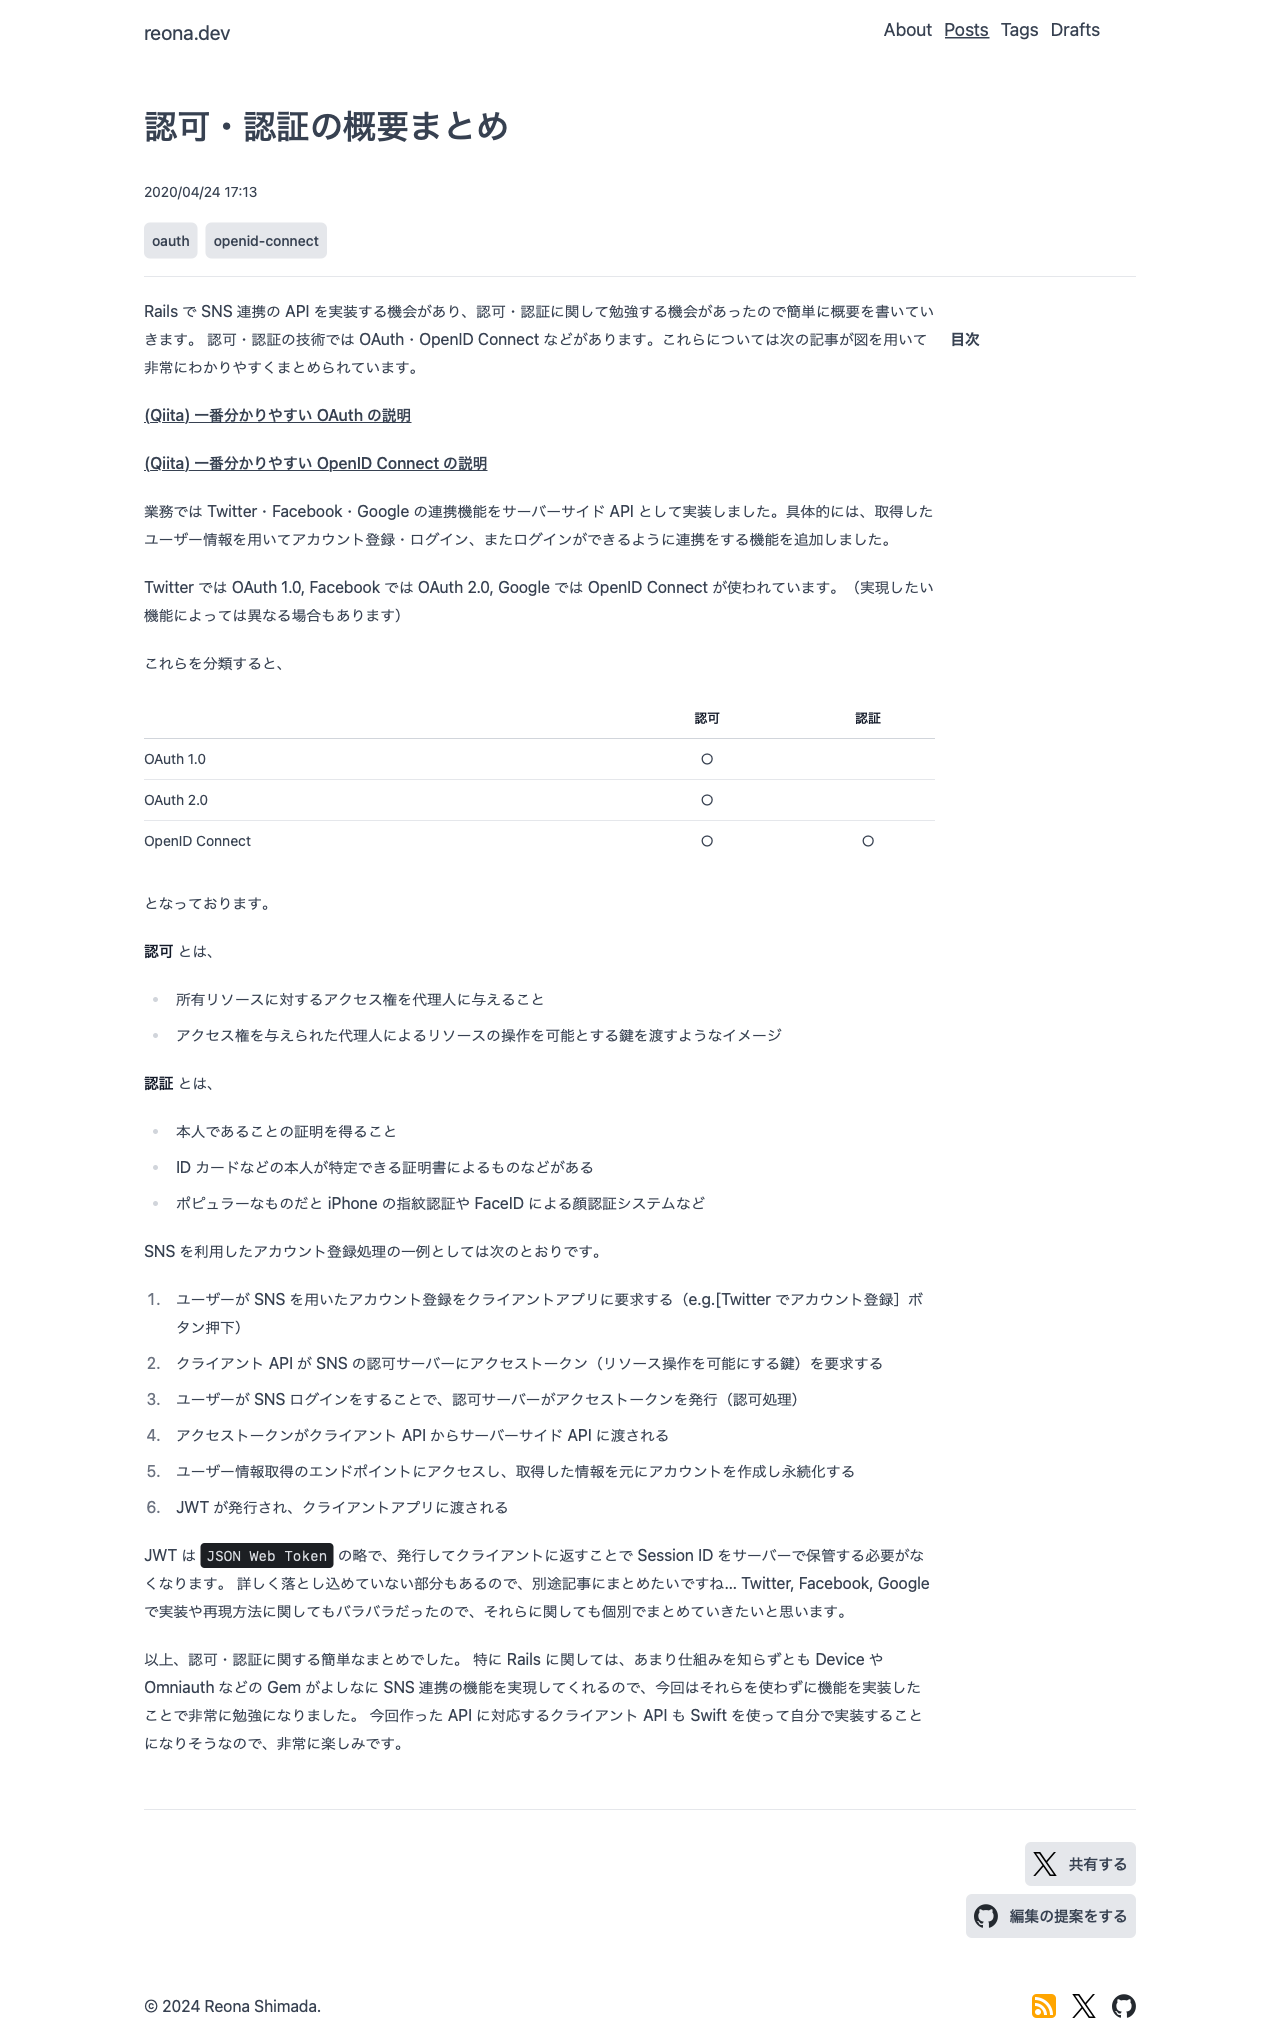 reona.dev
About Posts Tags Drafts
認可・認証の概要まとめ
2020/04/24 17:13
oauth openid-connect
Rails で SNS 連携の API を実装する機会があり、認可・認証に関して勉強する機会があったので簡単に概要を書いてい
きます。 認可・認証の技術では OAuth・OpenID Connect などがあります。これらについては次の記事が図を用いて
非常にわかりやすくまとめられています。
目次
(Qiita) 一番分かりやすい OAuth の説明
(Qiita) 一番分かりやすい OpenID Connect の説明
業務では Twitter・Facebook・Google の連携機能をサーバーサイド API として実装しました。具体的には、取得した
ユーザー情報を用いてアカウント登録・ログイン、またログインができるように連携をする機能を追加しました。
Twitter では OAuth 1.0, Facebook では OAuth 2.0, Google では OpenID Connect が使われています。（実現したい
機能によっては異なる場合もあります）
これらを分類すると、
認可 認証
OAuth 1.0 ○
OAuth 2.0 ○
OpenID Connect ○ ○
となっております。
認可 とは、
• 所有リソースに対するアクセス権を代理人に与えること
• アクセス権を与えられた代理人によるリソースの操作を可能とする鍵を渡すようなイメージ
認証 とは、
• 本人であることの証明を得ること
• ID カードなどの本人が特定できる証明書によるものなどがある
• ポピュラーなものだと iPhone の指紋認証や FaceID による顔認証システムなど
SNS を利用したアカウント登録処理の一例としては次のとおりです。
1. ユーザーが SNS を用いたアカウント登録をクライアントアプリに要求する（e.g.[Twitter でアカウント登録］ボ
タン押下）
2. クライアント API が SNS の認可サーバーにアクセストークン（リソース操作を可能にする鍵）を要求する
3. ユーザーが SNS ログインをすることで、認可サーバーがアクセストークンを発行（認可処理）
4. アクセストークンがクライアント API からサーバーサイド API に渡される
5. ユーザー情報取得のエンドポイントにアクセスし、取得した情報を元にアカウントを作成し永続化する
6. JWT が発行され、クライアントアプリに渡される
JWT は JSON Web Token の略で、発行してクライアントに返すことで Session ID をサーバーで保管する必要がな
くなります。 詳しく落とし込めていない部分もあるので、別途記事にまとめたいですね... Twitter, Facebook, Google
で実装や再現方法に関してもバラバラだったので、それらに関しても個別でまとめていきたいと思います。
以上、認可・認証に関する簡単なまとめでした。 特に Rails に関しては、あまり仕組みを知らずとも Device や
Omniauth などの Gem がよしなに SNS 連携の機能を実現してくれるので、今回はそれらを使わずに機能を実装した
ことで非常に勉強になりました。 今回作った API に対応するクライアント API も Swift を使って自分で実装すること
になりそうなので、非常に楽しみです。
共有する
編集の提案をする
© 2024 Reona Shimada.